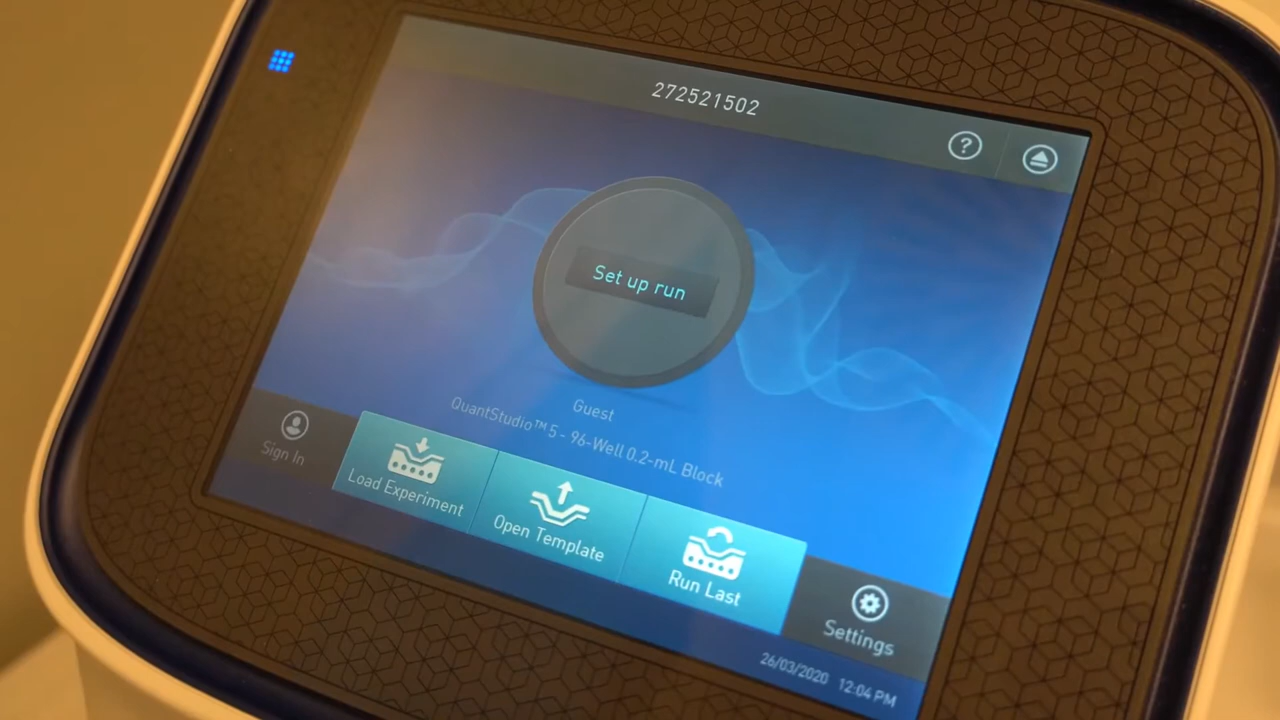 272521502
?
Set up run
Guest
QuantStudio™ 5 - 96-Well 0.2-mL Block
Sign In
Load Experiment
Open Template
Run Last
Settings
26/03/2020 12:04 PM